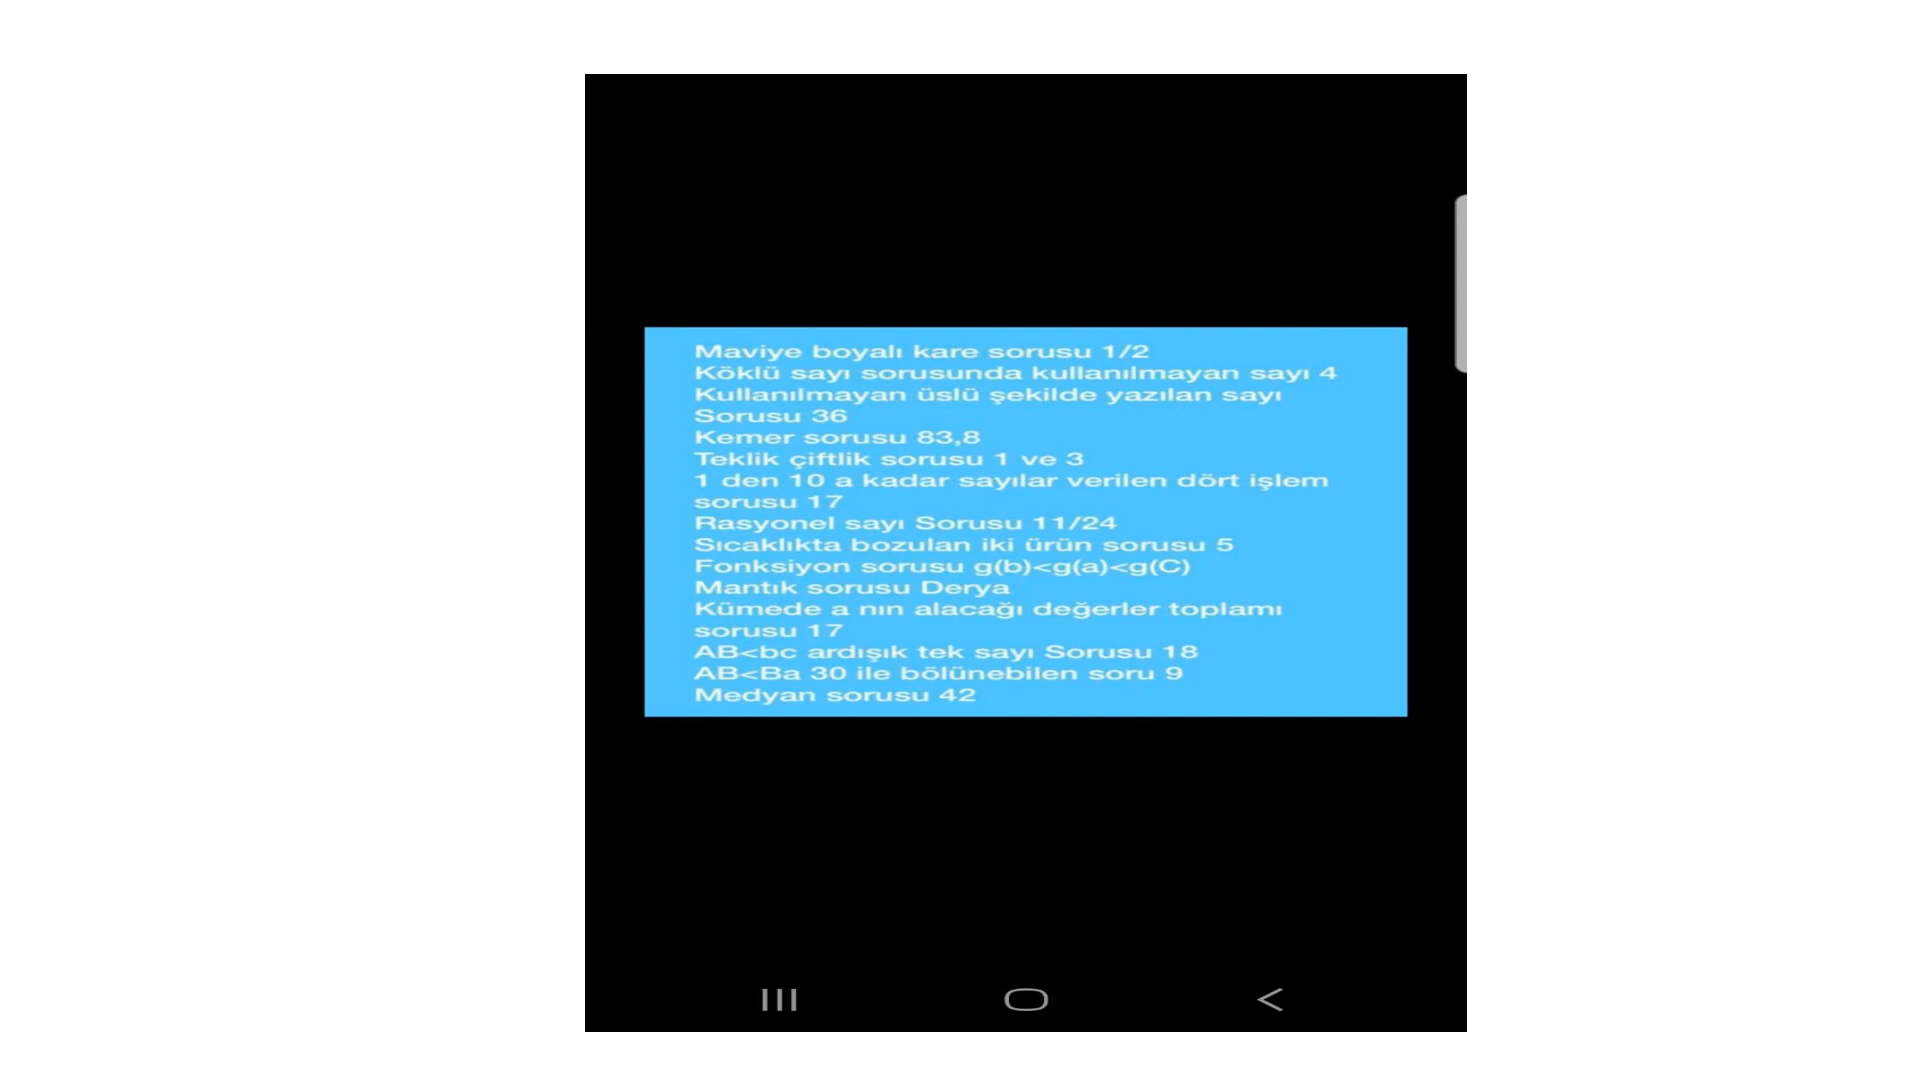 Maviye boyalı kare sorusu 1/2
Köklü sayı sorusunda kullanılmayan sayı 4
Kullanılmayan üslü şekilde yazılan sayı
Sorusu 36
Kemer sorusu 83,8
Teklik çiftlik sorusu 1 ve 3
1 den 10 a kadar sayılar verilen dört işlem
sorusu 17
Rasyonel sayı Sorusu 11/24
Sıcaklıkta bozulan iki ürün sorusu 5
Fonksiyon sorusu g(b)<g(a)<g(C)
Mantık sorusu Derya
Kümede a nın alacağı değerler toplamı
sorusu 17
AB<bc ardışık tek sayı Sorusu 18
AB<Ba 30 ile bölünebilen soru 9
Medyan sorusu 42